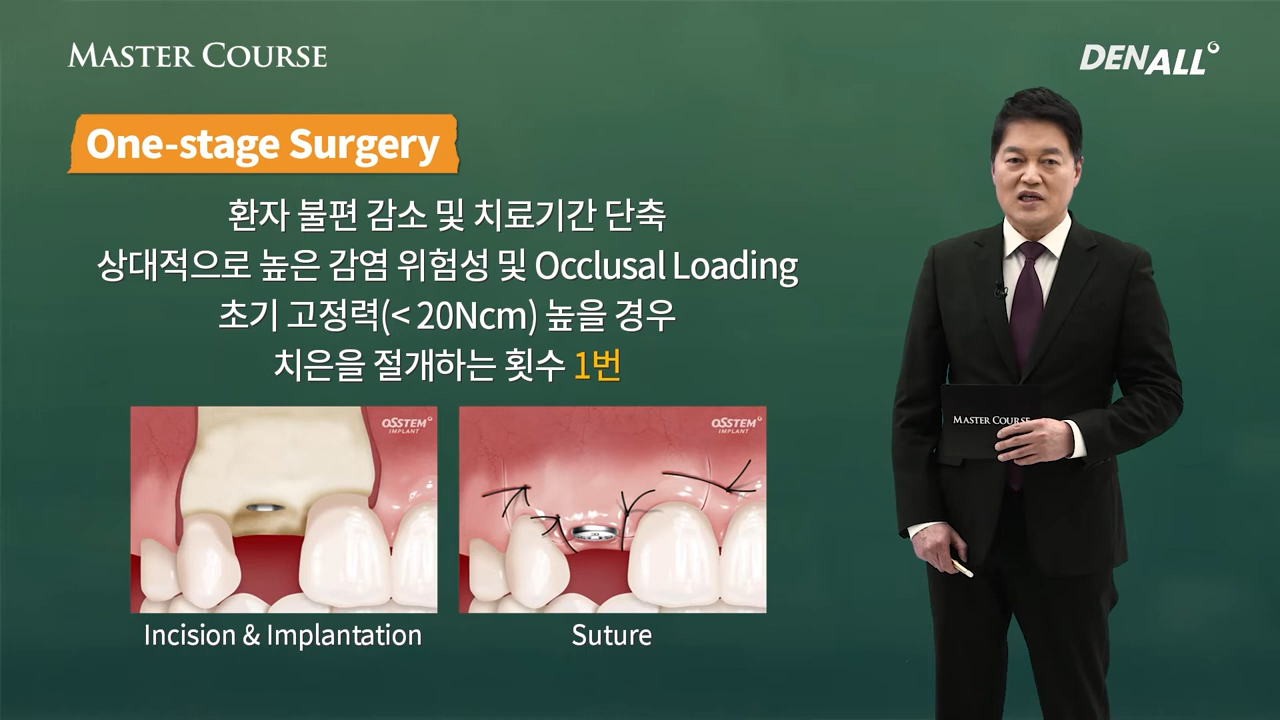 MASTER COURSE
DENALL
One-stage Surgery
환자 불편 감소 및 치료기간 단축
상대적으로 높은 감염 위험성 및 Occlusal Loading
초기 고정력(< 20Ncm) 높을 경우
치은을 절개하는 횟수 1번
OSSTEM
IMPLANT
OSSTEM
IMPLANT
MASTER COURSE
Incision & Implantation
Suture